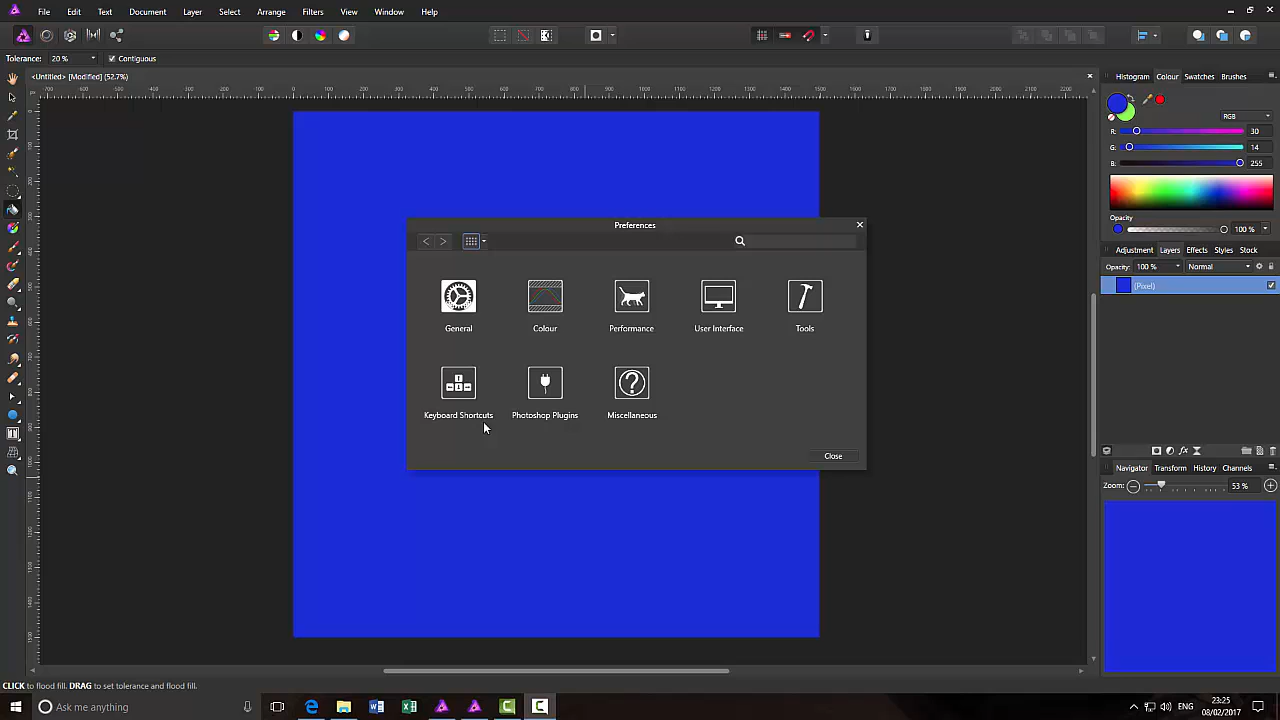 File Edit Text Document Layer Select Arrange Filters View Window Help
Tolerance: 20 % Contiguous
<Untitled> [Modified] (52.7%)
Histogram Colour Swatches Brushes
RGB
R: 30
G: 14
B: 255
Opacity
100 %
Adjustment Layers Effects Styles Stock
Opacity: 100 % Normal
(Pixel)
Preferences
General Colour Performance User Interface Tools
Keyboard Shortcuts Photoshop Plugins Miscellaneous
Close
Navigator Transform History Channels
Zoom: 53 %
CLICK to flood fill. DRAG to set tolerance and flood fill.
Ask me anything
ENG
23:25
08/02/2017